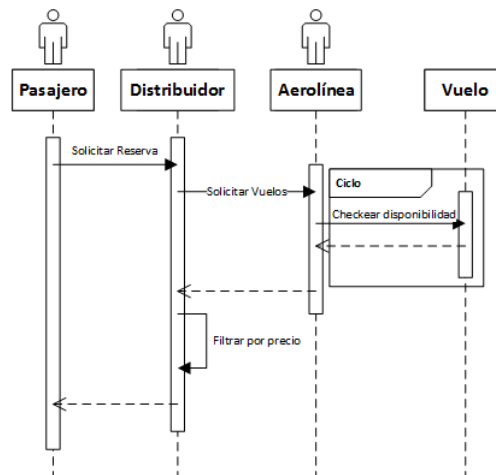 Pasajero
Distribuidor
Aerolínea
Vuelo
Solicitar Reserva
Ciclo
Solicitar Vuelos
Checkear disponibilidad
Filtrar por precio